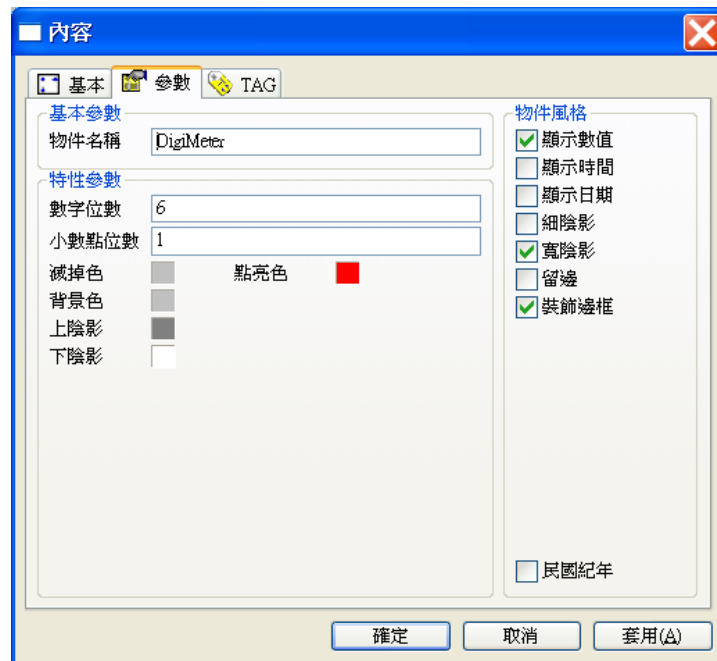 內容
基本 參數 TAG
基本參數
物件名稱 DigiMeter
特性參數
數字位數 6
小數點位數 1
滅掉色 點亮色
背景色
上陰影
下陰影
物件風格
顯示數值
顯示時間
顯示日期
細陰影
寬陰影
留邊
裝飾邊框
民國紀年
確定 取消 套用(A)